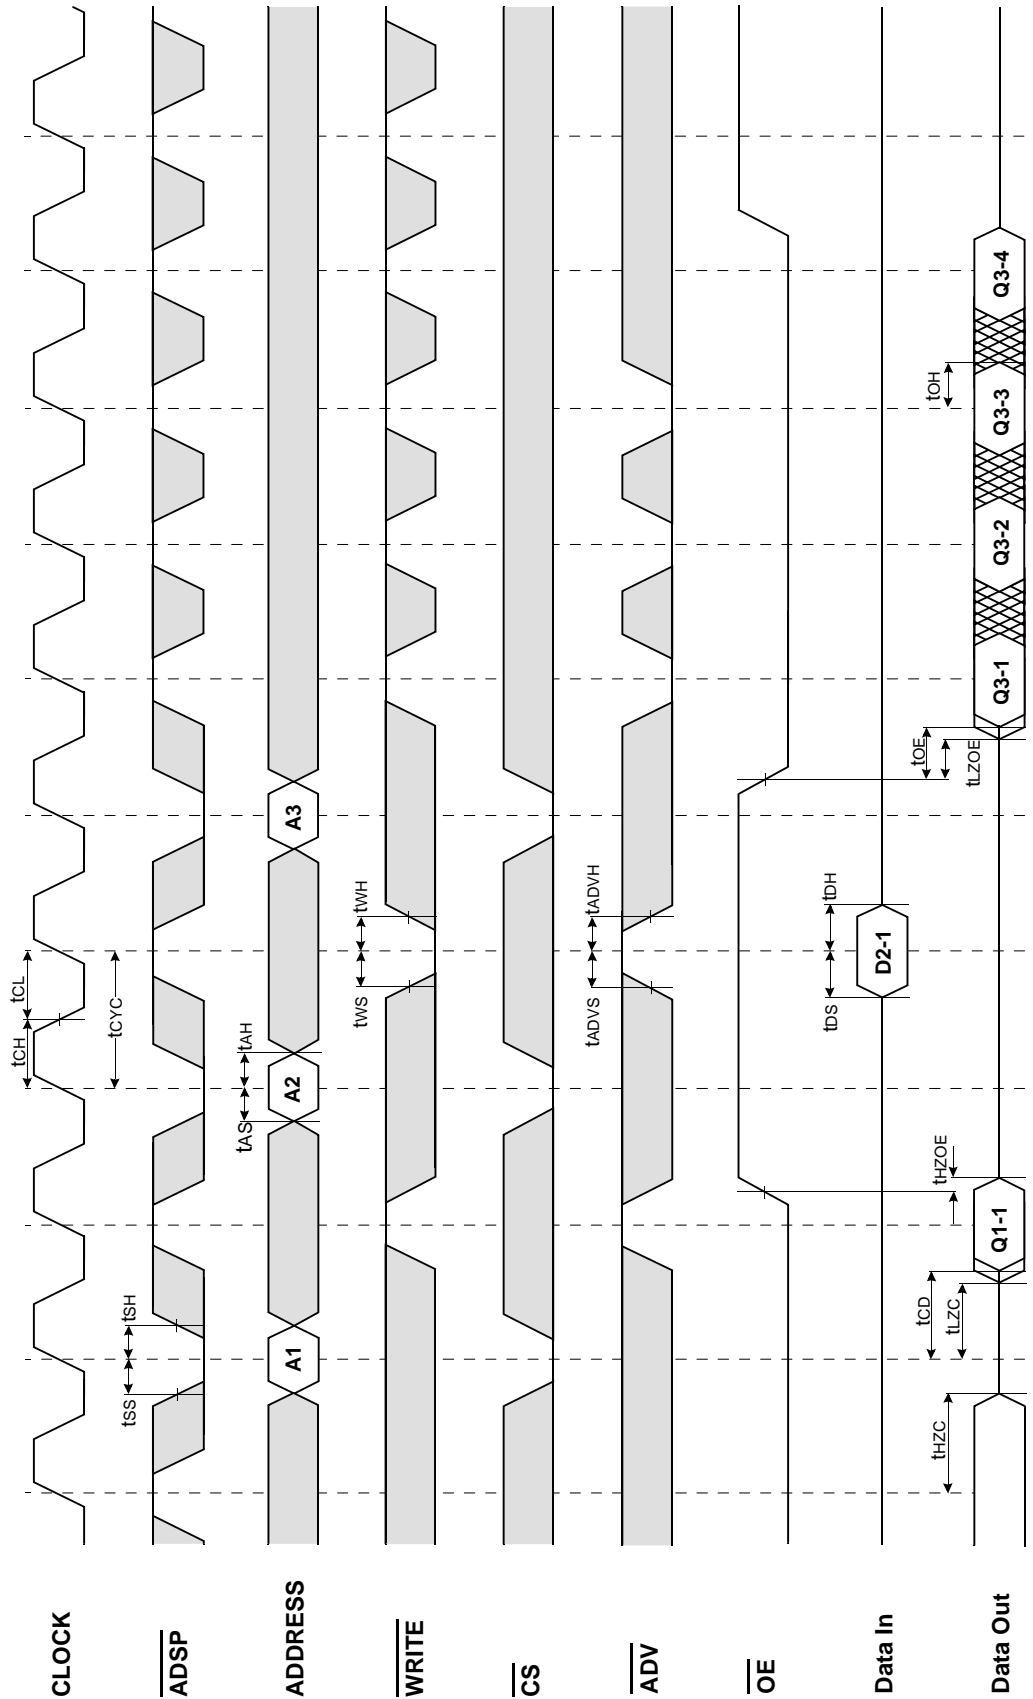 CLOCK
tCH
tCL
tCYC
ADSP
tSS
tSH
ADDRESS
A1
tAS
A2
tAH
A3
WRITE
tWS
tWH
CS
ADV
tADVS
tADVH
OE
Data In
tDS
D2-1
tDH
Data Out
tHZC
tCD
tLZC
Q1-1
tHZOE
tOE
tLZOE
Q3-1
Q3-2
Q3-3
tOH
Q3-4